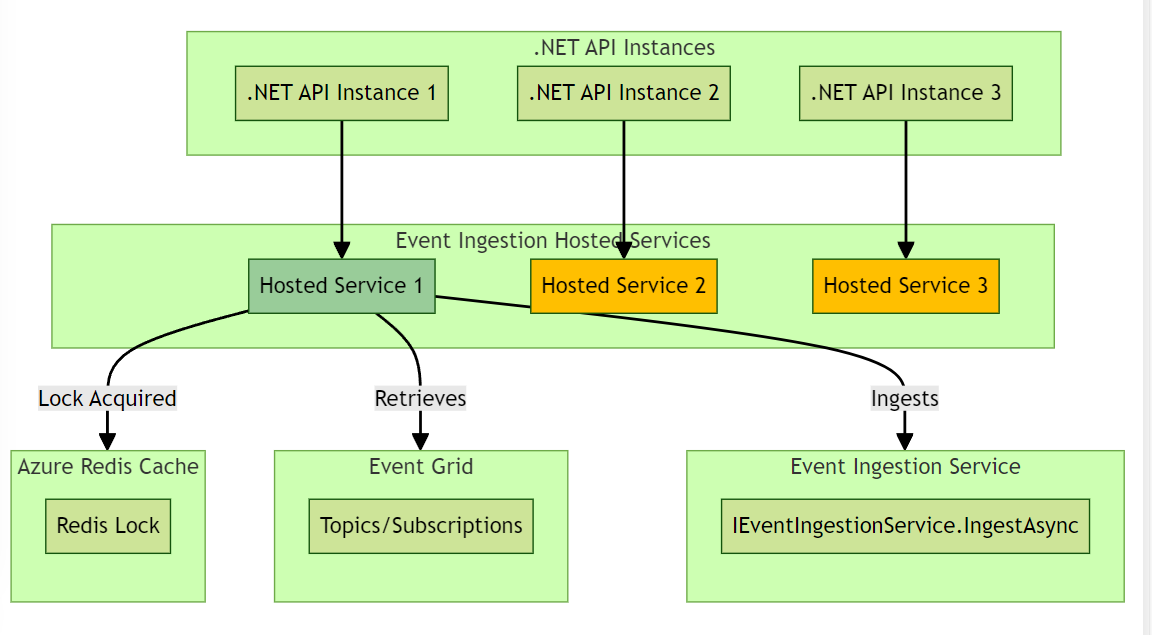 .NET API Instances
.NET API Instance 1
.NET API Instance 2
.NET API Instance 3
Event Ingestion Hosted Services
Hosted Service 1
Hosted Service 2
Hosted Service 3
Lock Acquired
Retrieves
Ingests
Azure Redis Cache
Event Grid
Event Ingestion Service
Redis Lock
Topics/Subscriptions
IEventIngestionService.IngestAsync